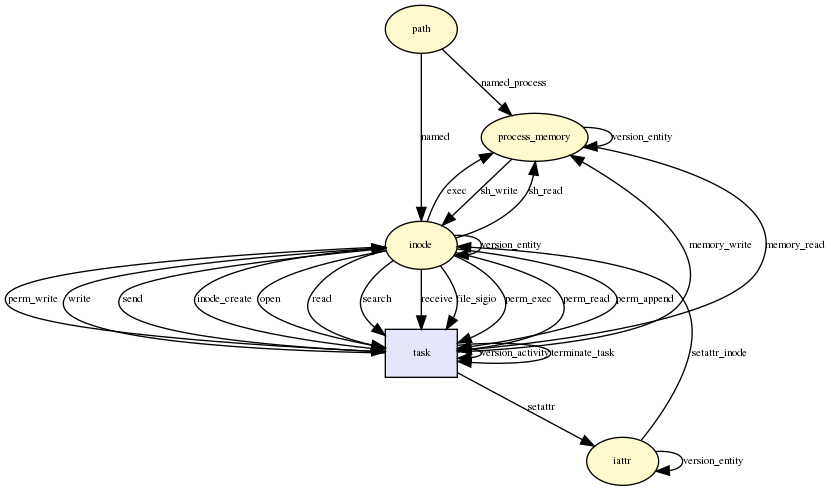 path
named_process
named
process_memory
version_entity
exec
sh_write
sh_read
inode
version_entity
memory_write
memory_read
perm_write
write
send
inode_create
open
read
search
receive
file_sigio
perm_exec
perm_read
perm_append
task
version_activity
terminate_task
setattr_inode
setattr
iattr
version_entity